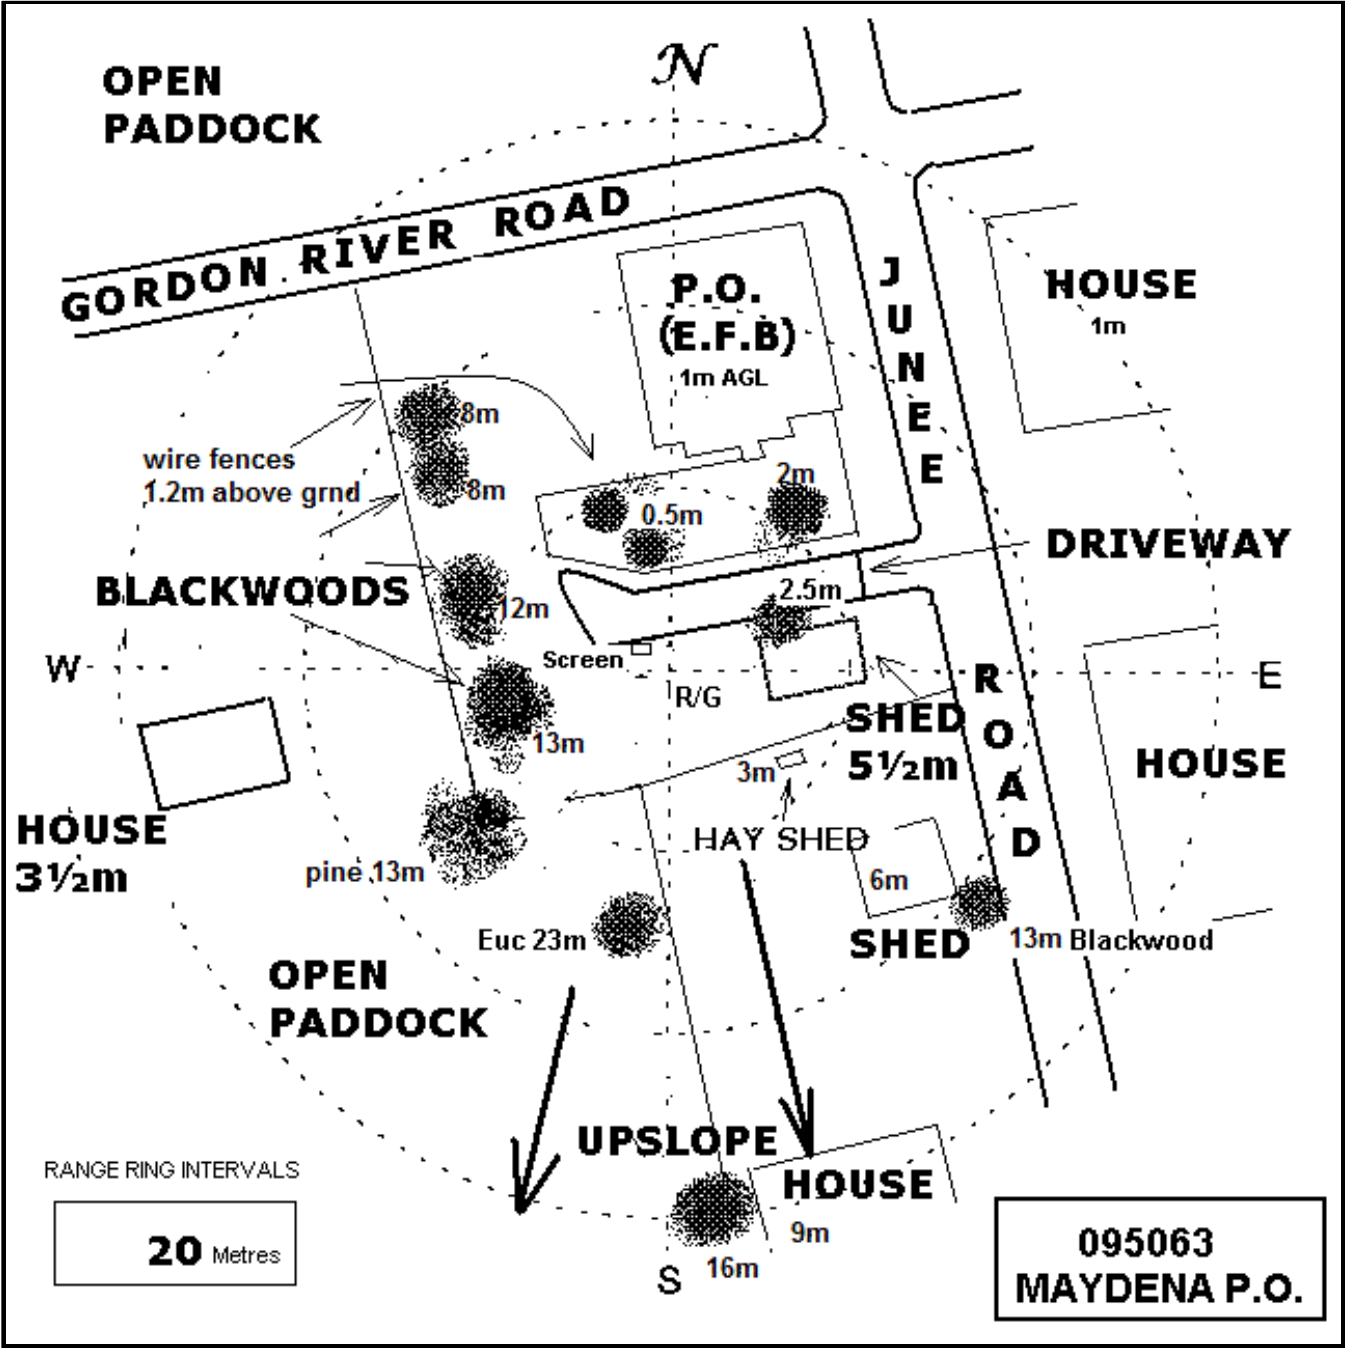 N
OPEN
PADDOCK
GORDON RIVER ROAD
P.O.
(E.F.B)
1m AGL
JUNEE
HOUSE
1m
8m
wire fences
1.2m above grnd
8m
2m
0.5m
DRIVEWAY
BLACKWOODS
12m
2.5m
Screen
W
E
R/G
ROAD
SHED
5½m
13m
3m
HOUSE
HOUSE
3½m
HAY SHED
pine 13m
6m
Euc 23m
SHED
13m Blackwood
OPEN
PADDOCK
UPSLOPE
RANGE RING INTERVALS
HOUSE
20 Metres
9m
16m
S
095063
MAYDENA P.O.